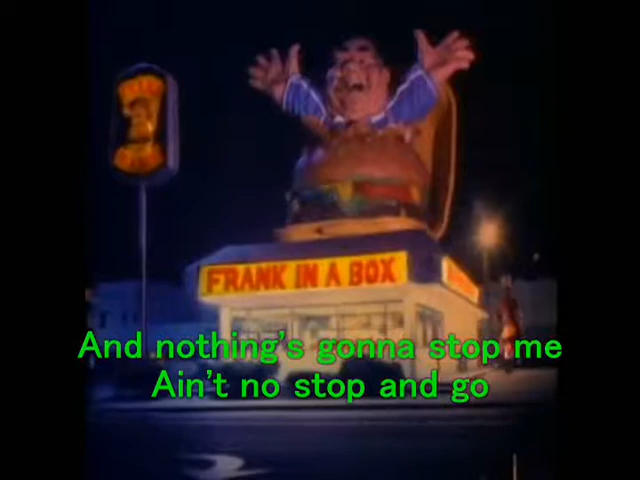 FRANK IN A BOX
And nothing's gonna stop me
Ain't no stop and go